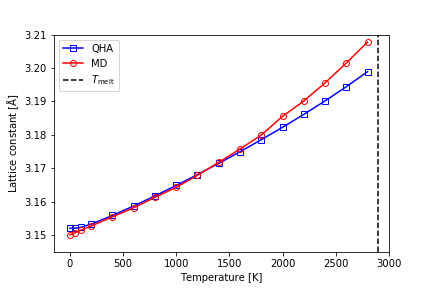 3.21
3.20
3.19
3.18
3.17
3.16
3.15
Lattice constant [Å]
QHA
MD
T_melt
0 500 1000 1500 2000 2500 3000
Temperature [K]